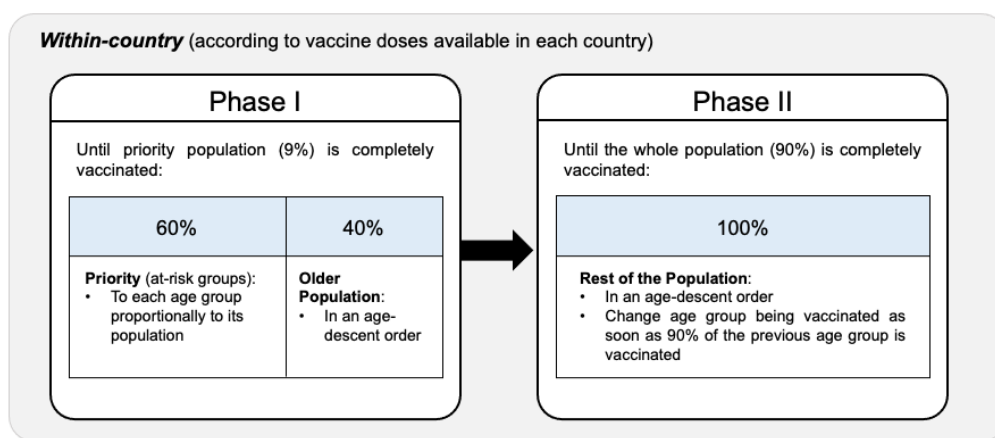 Within-country (according to vaccine doses available in each country)
Phase I
Until priority population (9%) is completely
vaccinated:
60%
40%
Priority (at-risk groups):
• To each age group
proportionally to its
population
Older
Population:
• In an age-
descent order
Phase II
Until the whole population (90%) is completely
vaccinated:
100%
Rest of the Population:
• In an age-descent order
• Change age group being vaccinated as
soon as 90% of the previous age group is
vaccinated